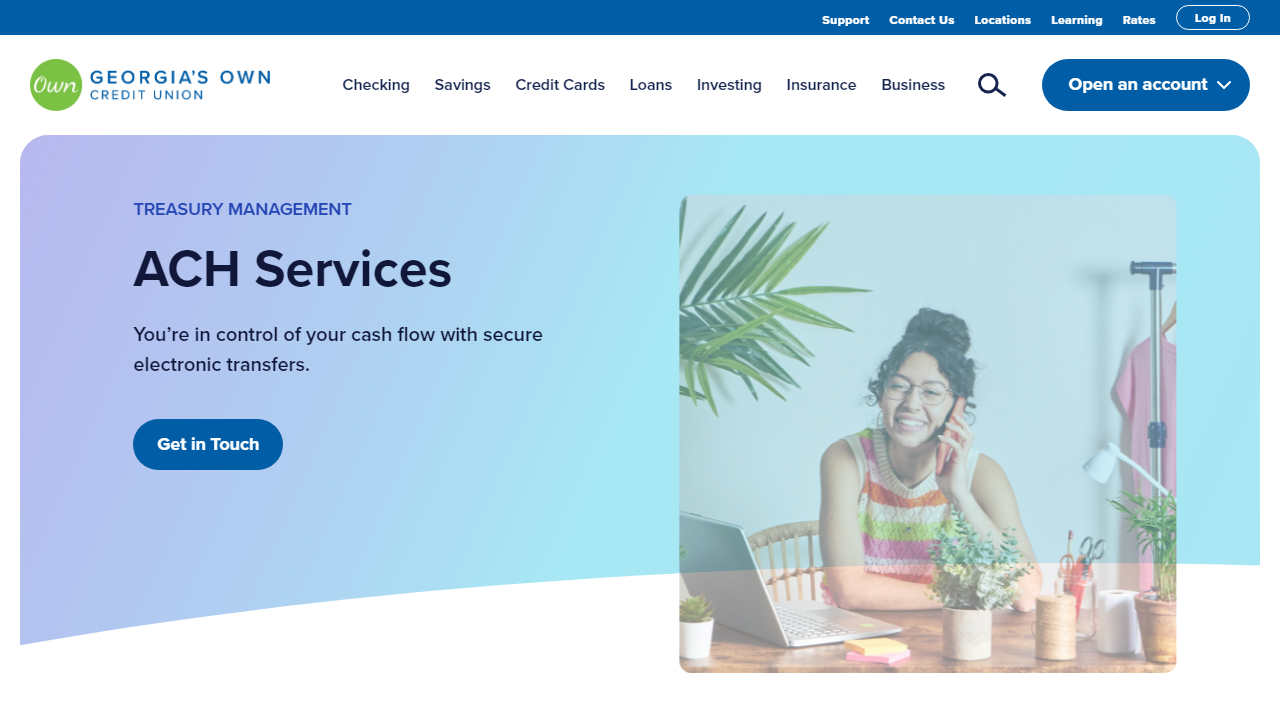 Support Contact Us Locations Learning Rates Log In
Own GEORGIA'S OWN
CREDIT UNION
Checking Savings Credit Cards Loans Investing Insurance Business Open an account
TREASURY MANAGEMENT
ACH Services
You’re in control of your cash flow with secure
electronic transfers.
Get in Touch